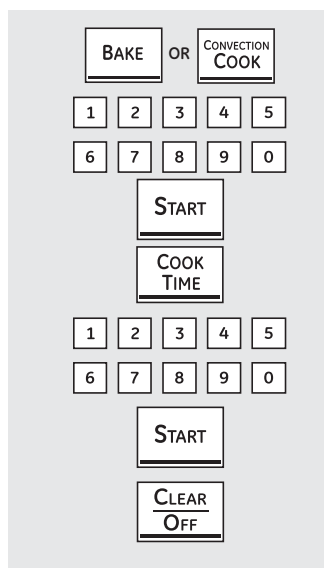 BAKE OR CONVECTION COOK
1 2 3 4 5
6 7 8 9 0
START
COOK
TIME
1 2 3 4 5
6 7 8 9 0
START
CLEAR
OFF